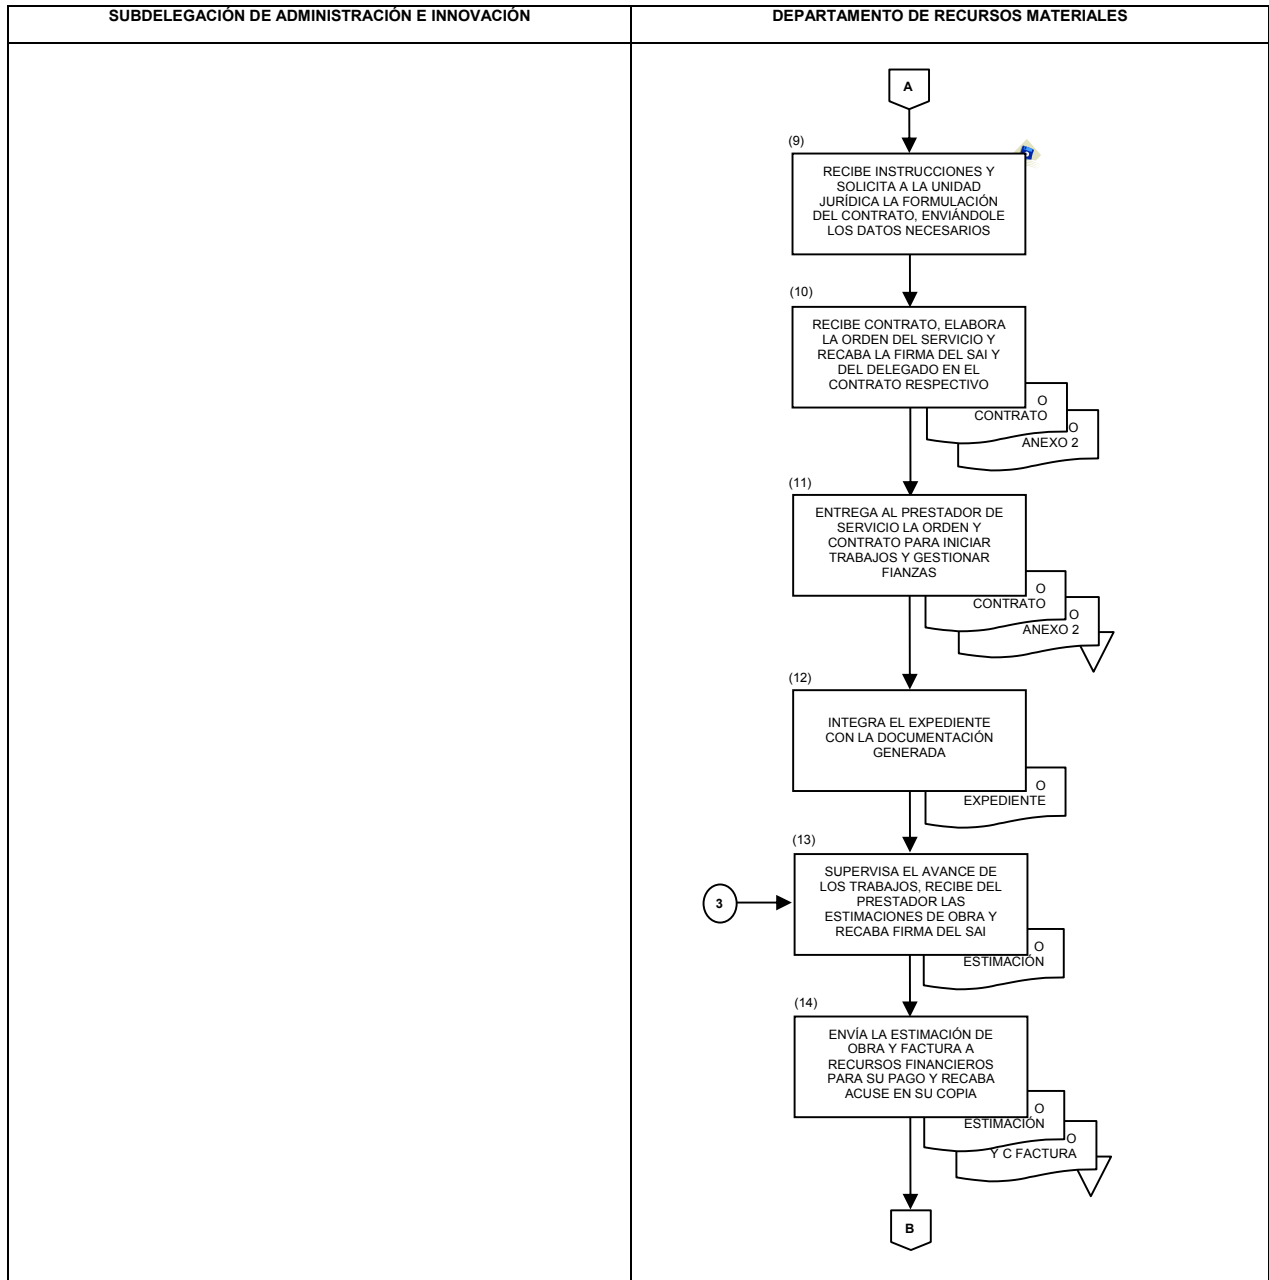 SUBDELEGACIÓN DE ADMINISTRACIÓN E INNOVACIÓN
DEPARTAMENTO DE RECURSOS MATERIALES
A
(9)
RECIBE INSTRUCCIONES Y
SOLICITA A LA UNIDAD
JURÍDICA LA FORMULACIÓN
DEL CONTRATO, ENVIÁNDOLE
LOS DATOS NECESARIOS
(10)
RECIBE CONTRATO, ELABORA
LA ORDEN DEL SERVICIO Y
RECABA LA FIRMA DEL SAI Y
DEL DELEGADO EN EL
CONTRATO RESPECTIVO
O
CONTRATO
O
ANEXO 2
(11)
ENTREGA AL PRESTADOR DE
SERVICIO LA ORDEN Y
CONTRATO PARA INICIAR
TRABAJOS Y GESTIONAR
FIANZAS
O
CONTRATO
O
ANEXO 2
(12)
INTEGRA EL EXPEDIENTE
CON LA DOCUMENTACIÓN
GENERADA
O
EXPEDIENTE
(13)
3
SUPERVISA EL AVANCE DE
LOS TRABAJOS, RECIBE DEL
PRESTADOR LAS
ESTIMACIONES DE OBRA Y
RECABA FIRMA DEL SAI
O
ESTIMACIÓN
(14)
ENVÍA LA ESTIMACIÓN DE
OBRA Y FACTURA A
RECURSOS FINANCIEROS
PARA SU PAGO Y RECABA
ACUSE EN SU COPIA
O
ESTIMACIÓN
O
Y C FACTURA
B